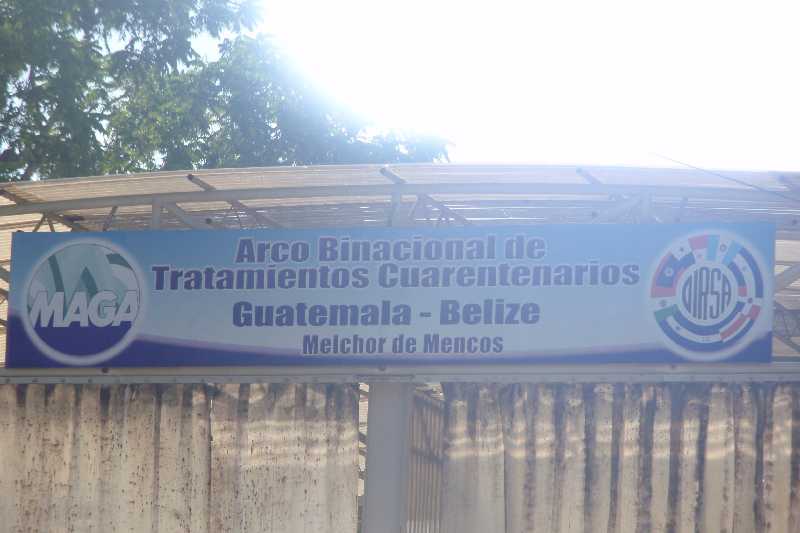 Arco Binacional de
Tratamientos Cuarentenarios
Guatemala - Belize
Melchor de Mencos
MAGA
OIRSA